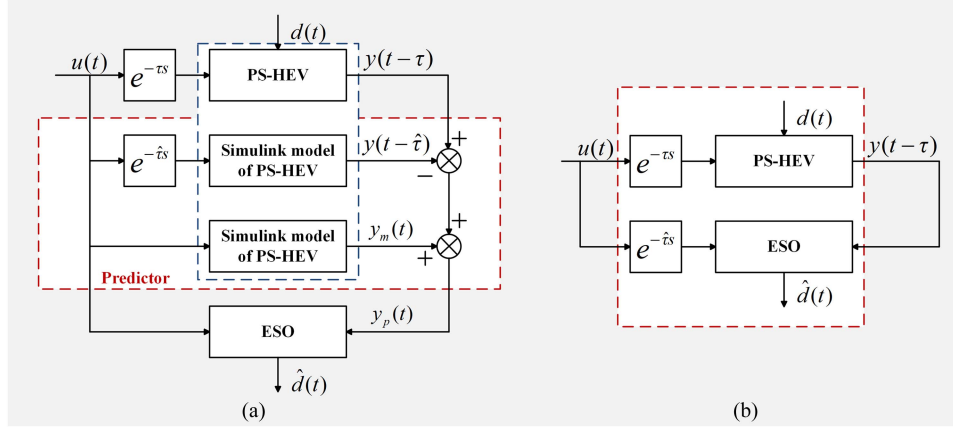 d(t)
u(t)
e^{-τs}
PS-HEV
y(t-τ)
+
e^{-τ̂s}
Simulink model
of PS-HEV
y(t-τ̂)
−
+
Simulink model
of PS-HEV
y_m(t)
+
Predictor
ESO
y_p(t)
d̂(t)
(a)
d(t)
u(t)
e^{-τs}
PS-HEV
y(t-τ)
e^{-τ̂s}
ESO
d̂(t)
(b)